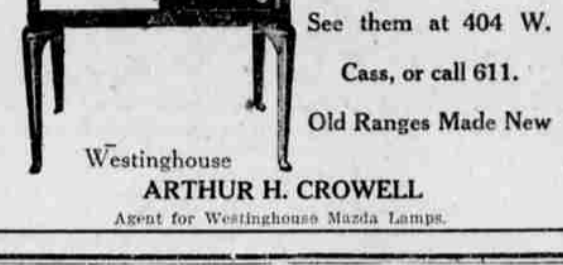 See them at 404 W.
Cass, or call 611.
Old Ranges Made New
Westinghouse
ARTHUR H. CROWELL
Agent for Westinghouse Mazda Lamps.